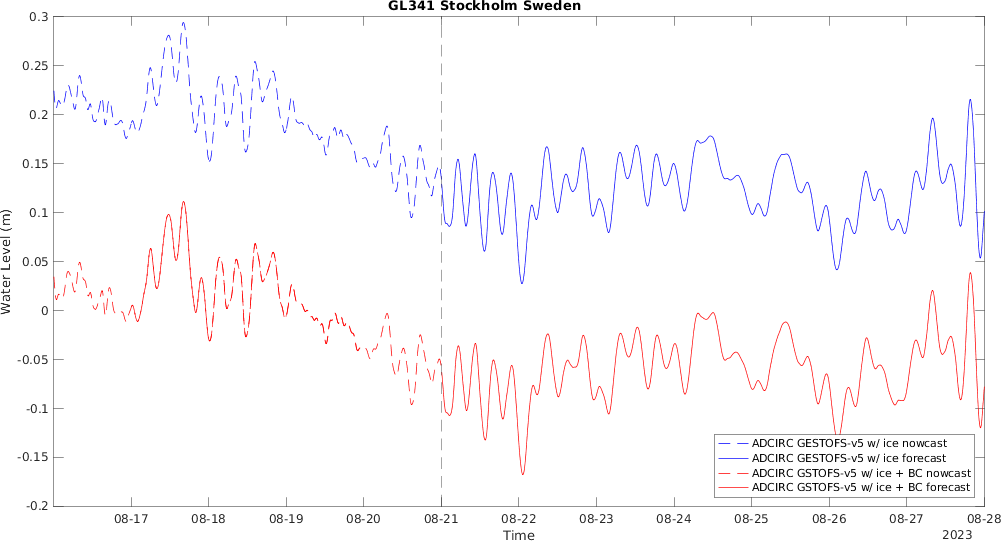 GL341 Stockholm Sweden
0.3
0.25
0.2
0.15
0.1
0.05
0
-0.05
-0.1
-0.15
-0.2
Water Level (m)
ADCIRC GESTOFS-v5 w/ ice nowcast
ADCIRC GESTOFS-v5 w/ ice forecast
ADCIRC GSTOFS-v5 w/ ice + BC nowcast
ADCIRC GSTOFS-v5 w/ ice + BC forecast
08-17 08-18 08-19 08-20 08-21 08-22 08-23 08-24 08-25 08-26 08-27 08-28
Time
2023